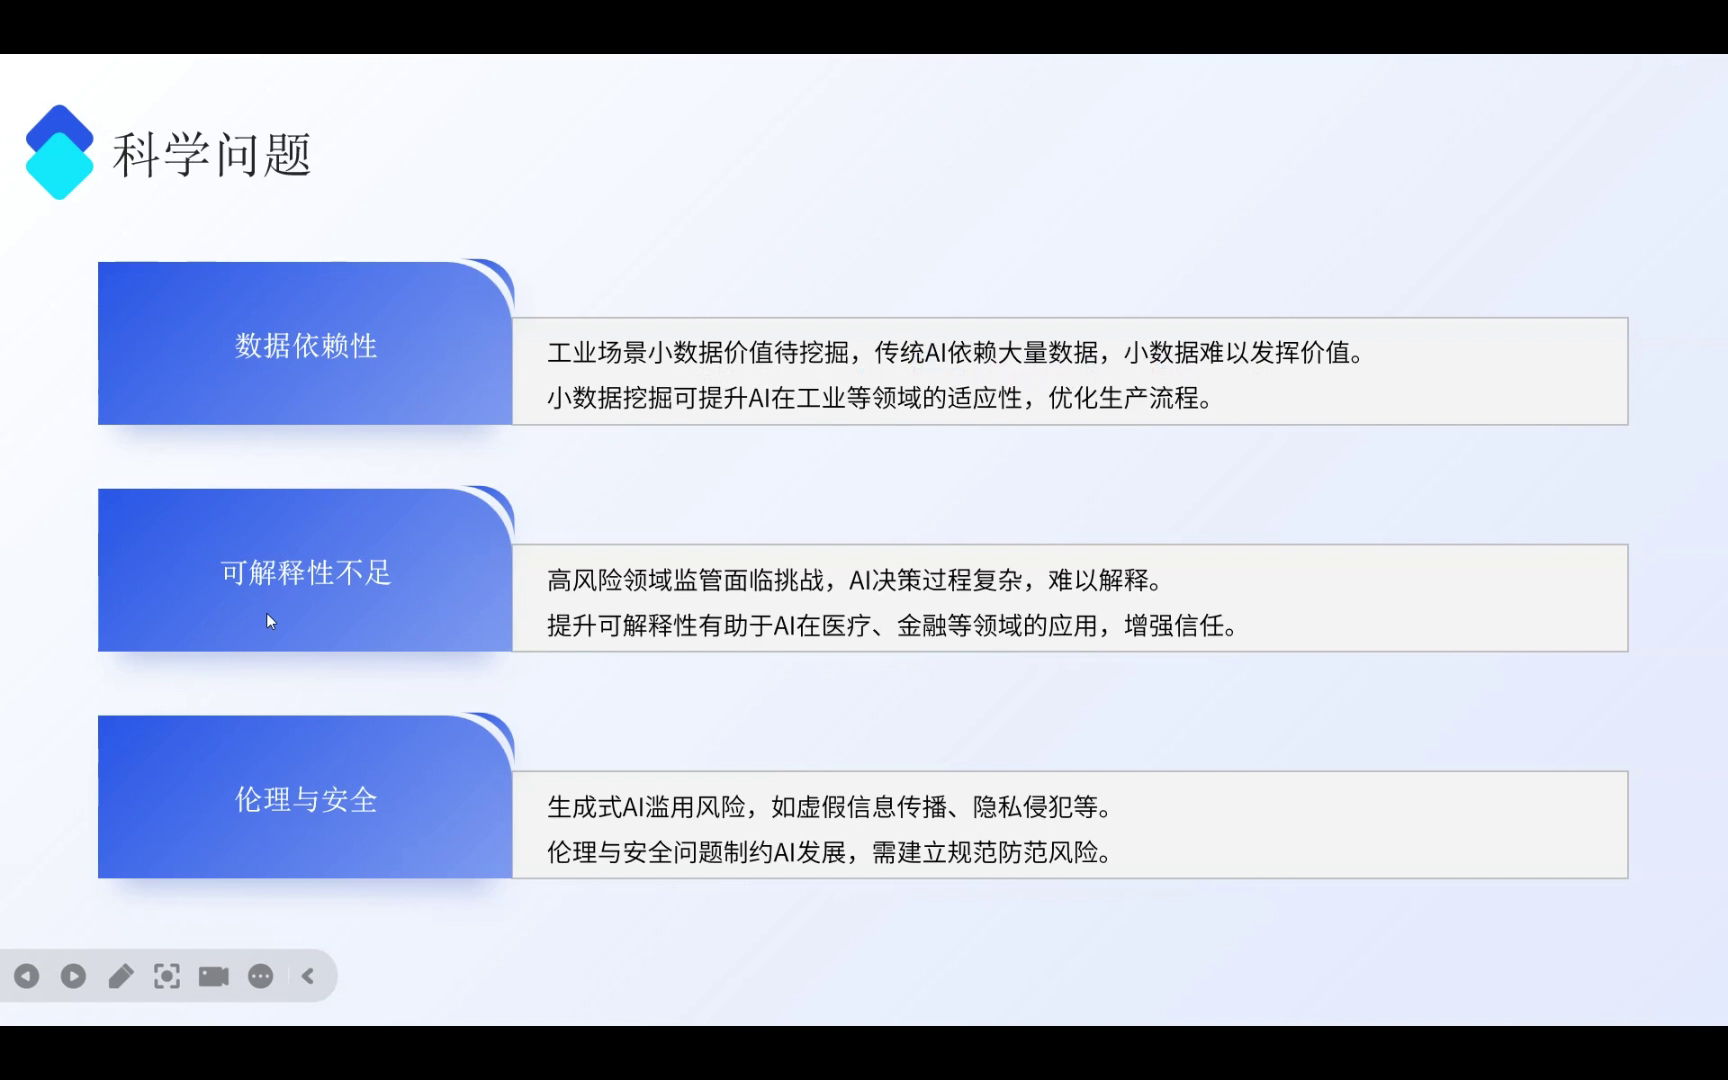 科学问题
数据依赖性
工业场景小数据价值待挖掘，传统AI依赖大量数据，小数据难以发挥价值。
小数据挖掘可提升AI在工业等领域的适应性，优化生产流程。
可解释性不足
高风险领域监管面临挑战，AI决策过程复杂，难以解释。
提升可解释性有助于AI在医疗、金融等领域的应用，增强信任。
伦理与安全
生成式AI滥用风险，如虚假信息传播、隐私侵犯等。
伦理与安全问题制约AI发展，需建立规范防范风险。